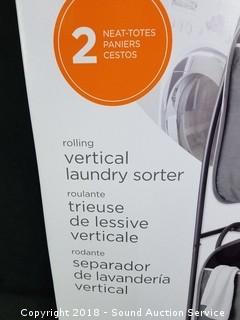 2
NEAT-TOTES
PANIERS
CESTOS
rolling
vertical
laundry sorter
roulante
trieuse
de lessive
verticale
rodante
separador
de lavandería
vertical
Copyright 2018 - Sound Auction Service